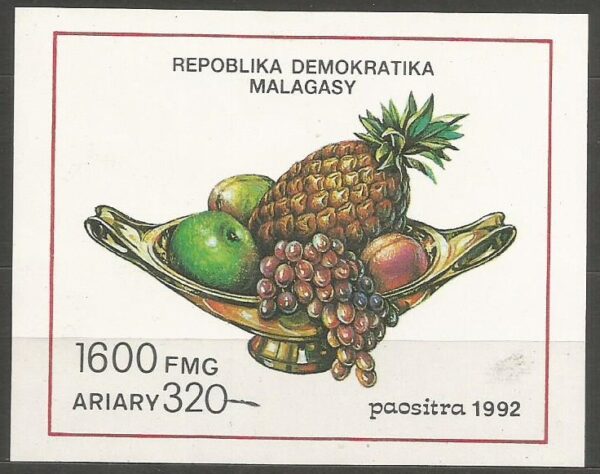 REPOBLIKA DEMOKRATIKA
MALAGASY
1600 FMG
ARIARY 320
paositra 1992